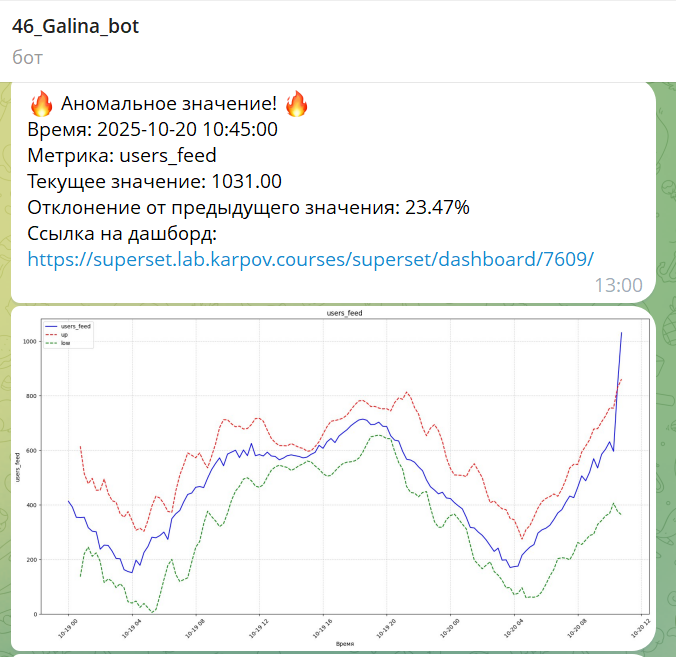 46_Galina_bot
бот
🔥 Аномальное значение! 🔥
Время: 2025-10-20 10:45:00
Метрика: users_feed
Текущее значение: 1031.00
Отклонение от предыдущего значения: 23.47%
Ссылка на дашборд:
https://superset.lab.karpov.courses/superset/dashboard/7609/
13:00
users_feed
users_feed
up
low
users_feed
1000
800
600
400
200
0
10-19 00
10-19 04
10-19 08
10-19 12
10-19 16
10-19 20
10-20 00
10-20 04
10-20 08
10-20 12
Время